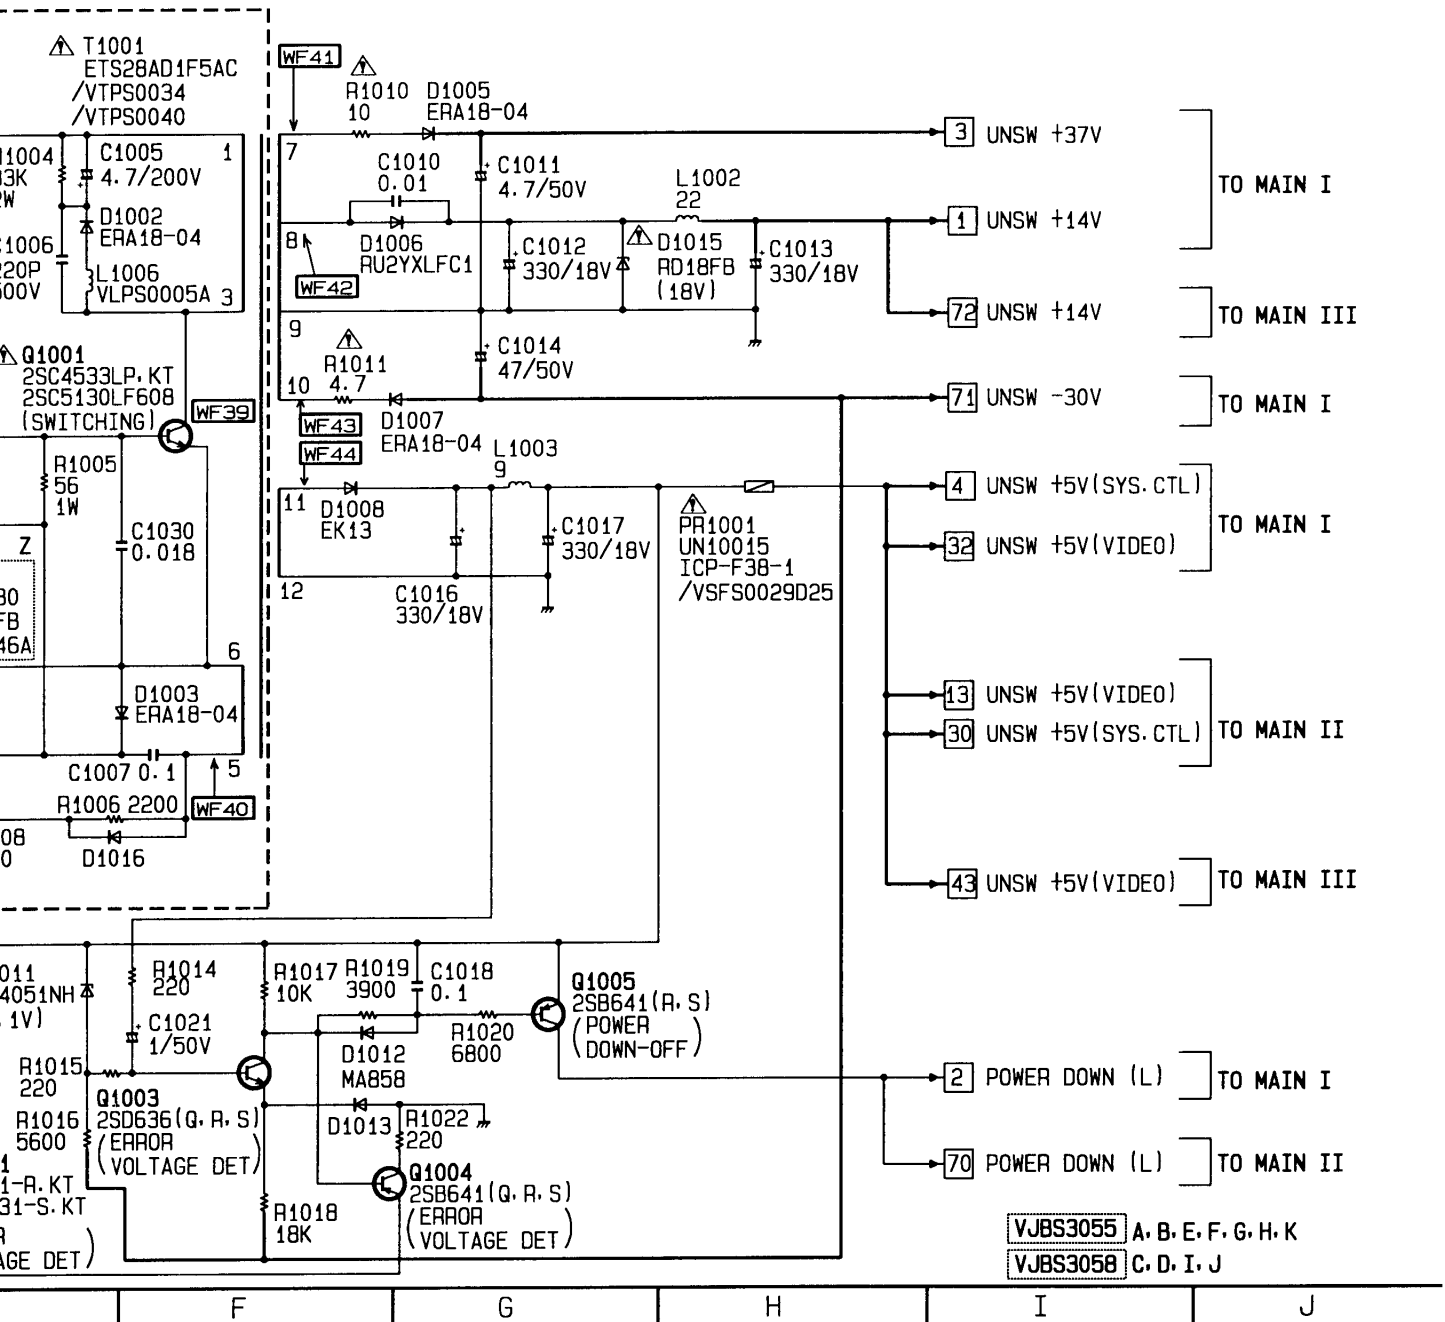 T1001
ETS28AD1F5AC
/VTPS0034
/VTPS0040
WF41
R1010
10
D1005
ERA18-04
3 UNSW +37V
TO MAIN I
C1005
4.7/200V
1
7
C1010
0.01
C1011
4.7/50V
L1002
22
D1002
ERA18-04
8
D1006
RU2YXLFC1
WF42
C1012
330/18V
D1015
RD18FB
(18V)
C1013
330/18V
1 UNSW +14V
L1006
VLPS0005A
3
72 UNSW +14V
TO MAIN III
9
Q1001
2SC4533LP.KT
2SC5130LF608
(SWITCHING)
WF39
R1011
4.7
10
C1014
47/50V
71 UNSW -30V
TO MAIN I
WF43
WF44
D1007
ERA18-04
L1003
9
R1005
56
1W
11
D1008
EK13
C1017
330/18V
PR1001
UN10015
ICP-F38-1
/VSFS0029D25
4 UNSW +5V(SYS.CTL)
32 UNSW +5V(VIDEO)
TO MAIN I
Z
C1030
0.018
12
C1016
330/18V
6
D1003
ERA18-04
13 UNSW +5V(VIDEO)
30 UNSW +5V(SYS.CTL)
TO MAIN II
C1007 0.1
5
R1006 2200
WF40
D1016
43 UNSW +5V(VIDEO)
TO MAIN III
R1014
220
R1017
10K
R1019
3900
C1018
0.1
Q1005
2SB641(R.S)
(POWER
DOWN-OFF)
C1021
1/50V
D1012
MA858
R1020
6800
R1015
220
Q1003
2SD636(Q.R.S)
(ERROR
VOLTAGE DET)
R1016
5600
D1013
R1022
220
2 POWER DOWN (L)
TO MAIN I
Q1004
2SB641(Q.R.S)
(ERROR
VOLTAGE DET)
70 POWER DOWN (L)
TO MAIN II
R1018
18K
VJBS3055 A.B.E.F.G.H.K
VJBS3058 C.D.I.J
F G H I J